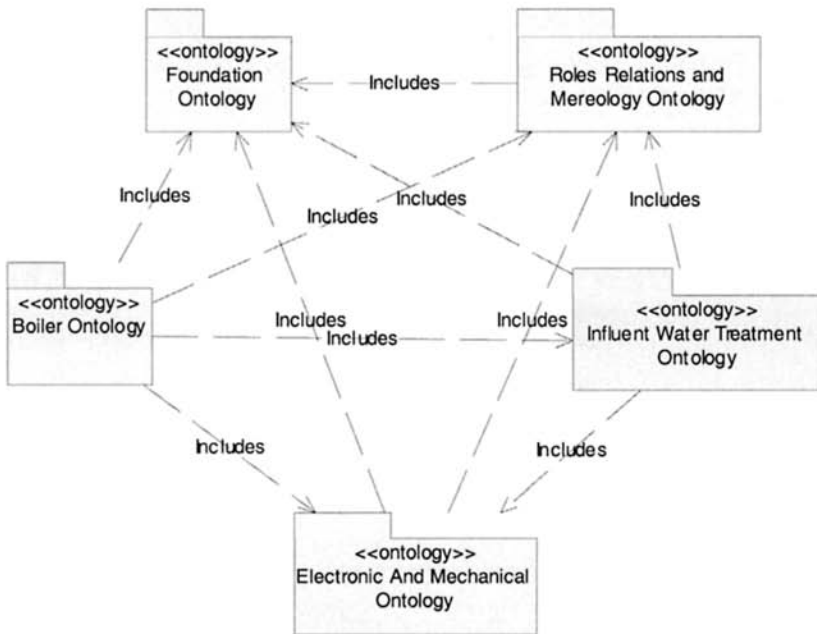 <<ontology>>
Foundation
Ontology
<<ontology>>
Roles Relations and
Mereology Ontology
Includes
Includes
Includes
Includes
Includes
<<ontology>>
Boiler Ontology
<<ontology>>
Influent Water Treatment
Ontology
Includes
Includes
Includes
Includes
Includes
<<ontology>>
Electronic And Mechanical
Ontology